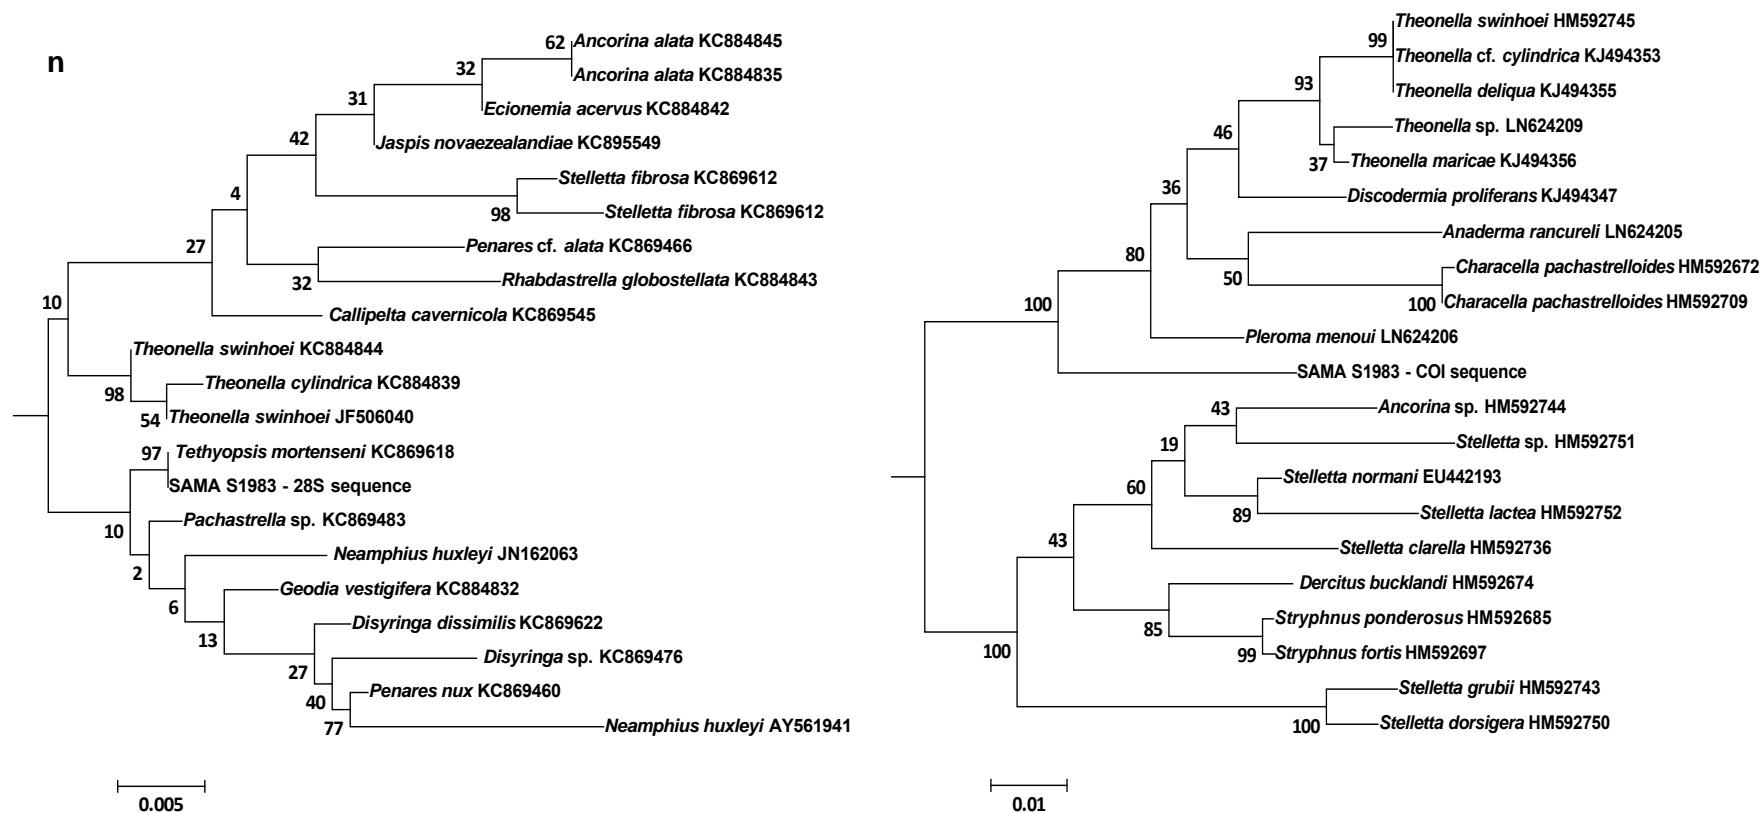 n
62
Ancorina alata KC884845
Ancorina alata KC884835
32
Ecionemia acervus KC884842
31
Jaspis novaezealandiae KC895549
42
Stelletta fibrosa KC869612
98
Stelletta fibrosa KC869612
4
Penares cf. alata KC869466
32
Rhabdastrella globostellata KC884843
27
Callipelta cavernicola KC869545
10
Theonella swinhoei KC884844
98
Theonella cylindrica KC884839
54
Theonella swinhoei JF506040
97
Tethyopsis mortenseni KC869618
SAMA S1983 - 28S sequence
10
Pachastrella sp. KC869483
2
Neamphius huxleyi JN162063
6
Geodia vestigifera KC884832
13
Disyringa dissimilis KC869622
27
Disyringa sp. KC869476
40
Penares nux KC869460
77
Neamphius huxleyi AY561941
0.005
Theonella swinhoei HM592745
99
Theonella cf. cylindrica KJ494353
Theonella deliqua KJ494355
93
Theonella sp. LN624209
37
Theonella maricae KJ494356
46
Discodermia proliferans KJ494347
36
Anaderma rancureli LN624205
50
Characella pachastrelloides HM592672
100
Characella pachastrelloides HM592709
80
Pleroma menoui LN624206
100
SAMA S1983 - COI sequence
43
Ancorina sp. HM592744
Stelletta sp. HM592751
19
Stelletta normani EU442193
89
Stelletta lactea HM592752
60
Stelletta clarella HM592736
43
Dercitus bucklandi HM592674
85
Stryphnus ponderosus HM592685
99
Stryphnus fortis HM592697
100
Stelletta grubii HM592743
100
Stelletta dorsigera HM592750
0.01